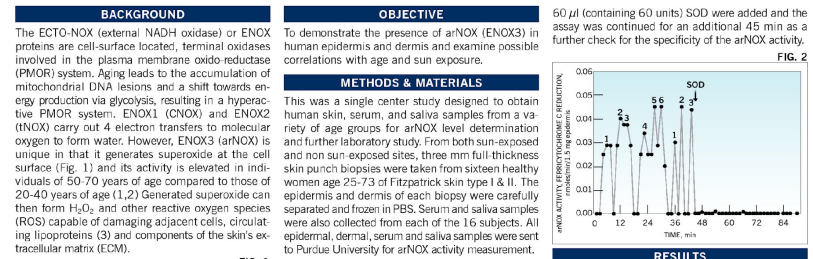 BACKGROUND
The ECTO-NOX (external NADH oxidase) or ENOX
proteins are cell-surface located, terminal oxidases
involved in the plasma membrane oxido-reductase
(PMOR) system. Aging leads to the accumulation of
mitochondrial DNA lesions and a shift towards en-
ergy production via glycolysis, resulting in a hyperac-
tive PMOR system. ENOX1 (CNOX) and ENOX2
(tNOX) carry out 4 electron transfers to molecular
oxygen to form water. However, ENOX3 (arNOX) is
unique in that it generates superoxide at the cell
surface (Fig. 1) and its activity is elevated in indi-
viduals of 50-70 years of age compared to those of
20-40 years of age (1,2) Generated superoxide can
then form H₂O₂ and other reactive oxygen species
(ROS) capable of damaging adjacent cells, circulat-
ing lipoproteins (3) and components of the skin's ex-
tracellular matrix (ECM).
OBJECTIVE
To demonstrate the presence of arNOX (ENOX3) in
human epidermis and dermis and examine possible
correlations with age and sun exposure.
METHODS & MATERIALS
This was a single center study designed to obtain
human skin, serum, and saliva samples from a va-
riety of age groups for arNOX level determination
and further laboratory study. From both sun-exposed
and non sun-exposed sites, three mm full-thickness
skin punch biopsies were taken from sixteen healthy
women age 25-73 of Fitzpatrick skin type I & II. The
epidermis and dermis of each biopsy were carefully
separated and frozen in PBS. Serum and saliva samples
were also collected from each of the 16 subjects. All
epidermal, dermal, serum and saliva samples were sent
to Purdue University for arNOX activity measurement.
60 µl (containing 60 units) SOD were added and the
assay was continued for an additional 45 min as a
further check for the specificity of the arNOX activity.
FIG. 2
arNOX ACTIVITY, FERRICYTOCHROME C REDUCTION,
nmoles/min/1.5 mg epidermis
0.06
0.05
0.04
0.03
0.02
0.01
0.00
1
2
3
4
5 6
1
2
3
SOD
0 12 24 36 48 60 72 84
TIME, min
RESULTS